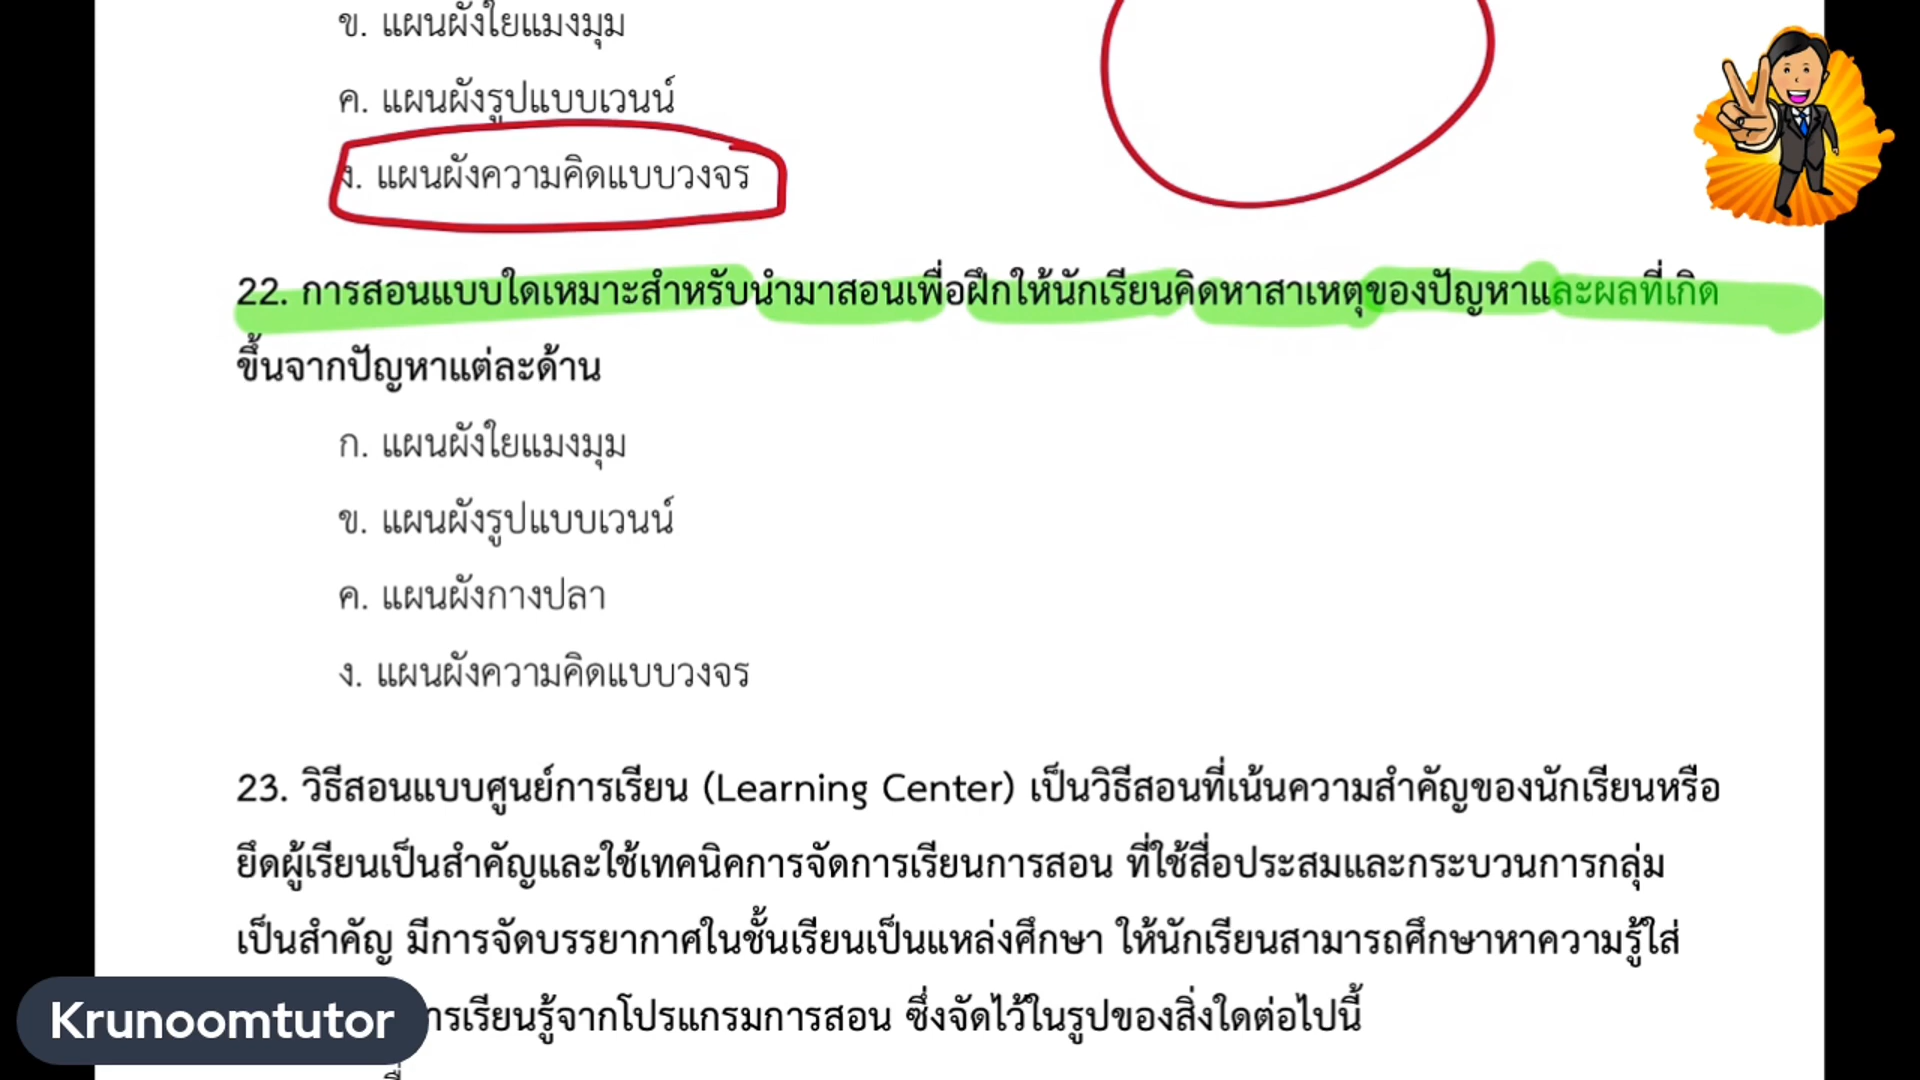 ข. แผนผังใยแมงมุม
ค. แผนผังรูปแบบเวนน์
ง. แผนผังความคิดแบบวงจร
22. การสอนแบบใดเหมาะสำหรับนำมาสอนเพื่อฝึกให้นักเรียนคิดหาสาเหตุของปัญหาและผลที่เกิด
ขึ้นจากปัญหาแต่ละด้าน
ก. แผนผังใยแมงมุม
ข. แผนผังรูปแบบเวนน์
ค. แผนผังกางปลา
ง. แผนผังความคิดแบบวงจร
23. วิธีสอนแบบศูนย์การเรียน (Learning Center) เป็นวิธีสอนที่เน้นความสำคัญของนักเรียนหรือ
ยึดผู้เรียนเป็นสำคัญและใช้เทคนิคการจัดการเรียนการสอน ที่ใช้สื่อประสมและกระบวนการกลุ่ม
เป็นสำคัญ มีการจัดบรรยากาศในชั้นเรียนเป็นแหล่งศึกษา ให้นักเรียนสามารถศึกษาหาความรู้ใส่
ารเรียนรู้จากโปรแกรมการสอน ซึ่งจัดไว้ในรูปของสิ่งใดต่อไปนี้
Krunoomtutor